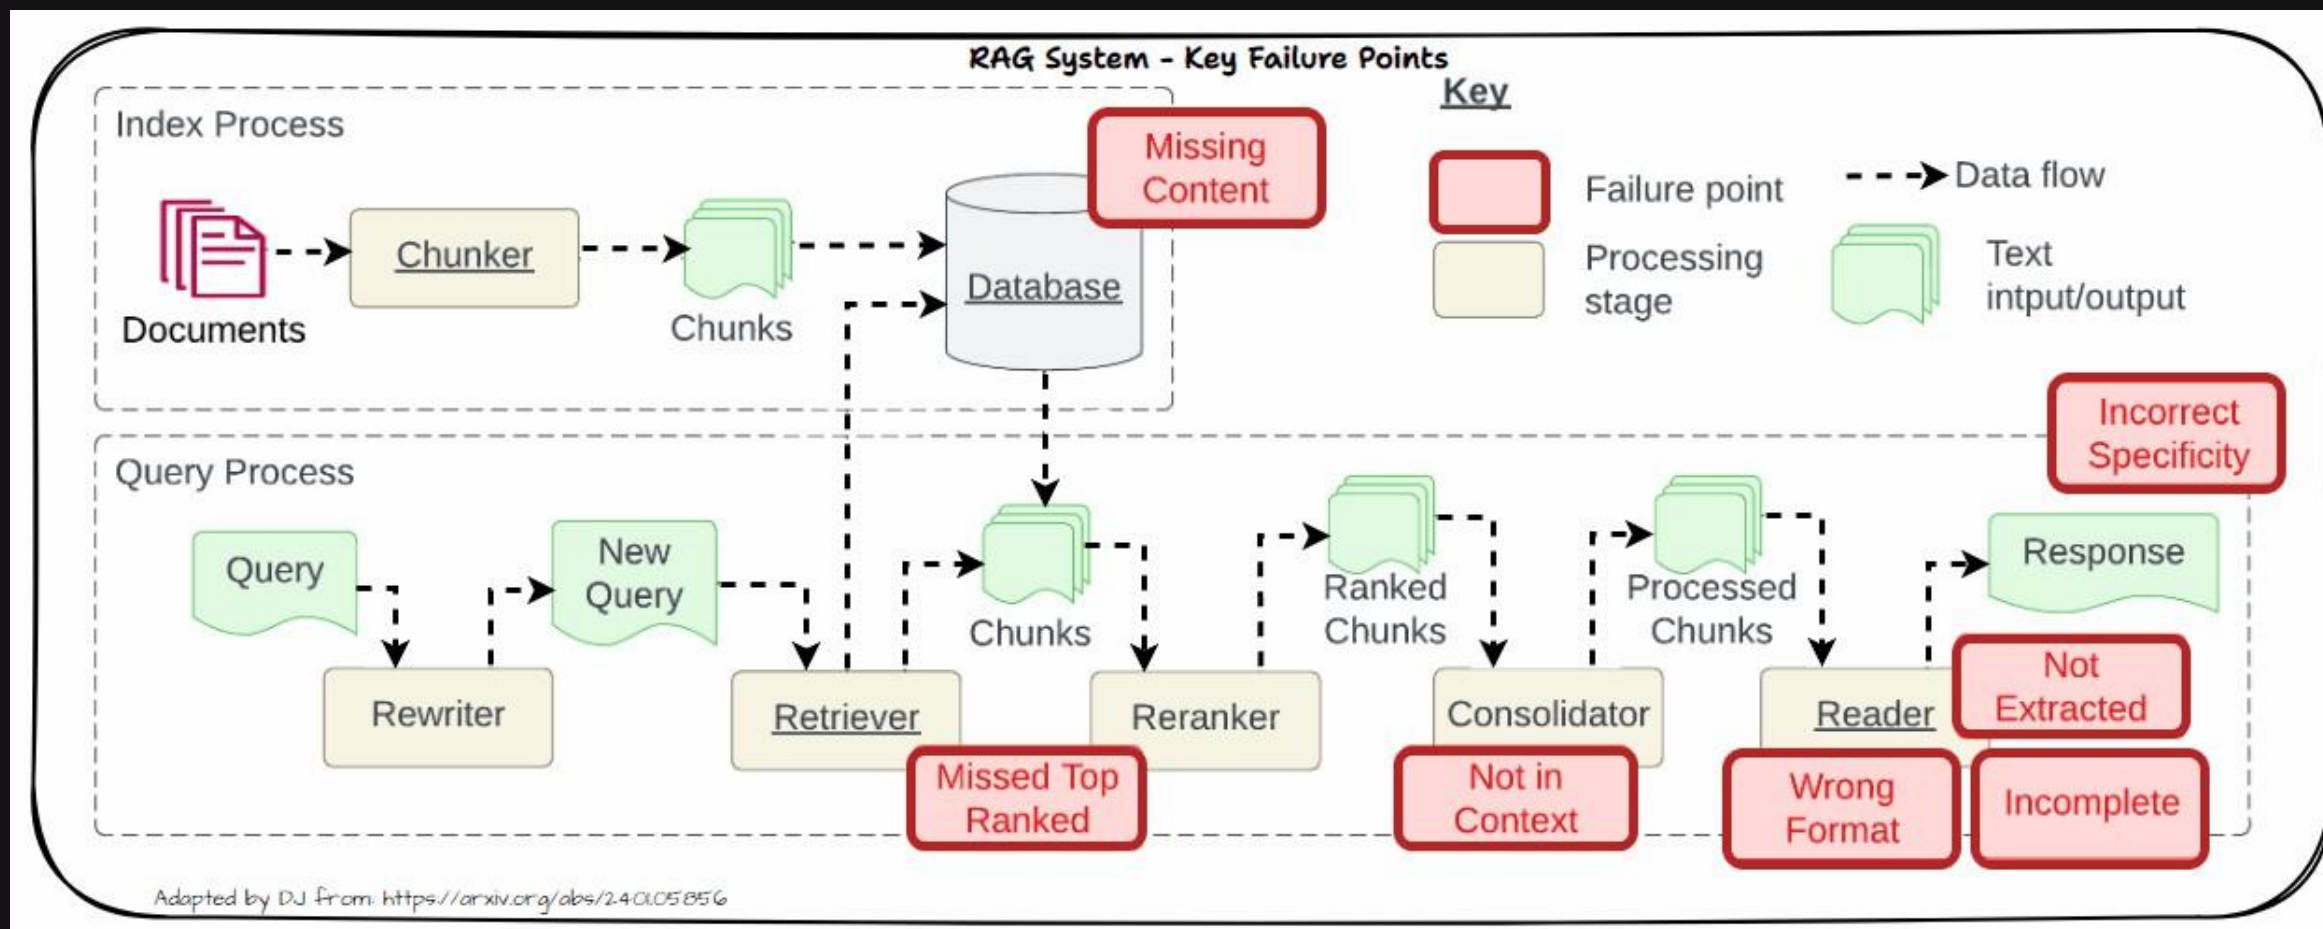 RAG System - Key Failure Points
Key
Index Process
Missing
Content
Failure point
Data flow
Processing
stage
Text
intput/output
Documents
Chunker
Chunks
Database
Incorrect
Specificity
Query Process
Query
New
Query
Chunks
Ranked
Chunks
Processed
Chunks
Response
Rewriter
Retriever
Reranker
Consolidator
Reader
Not
Extracted
Missed Top
Ranked
Not in
Context
Wrong
Format
Incomplete
Adapted by DJ from: https://arxiv.org/abs/2401.05856